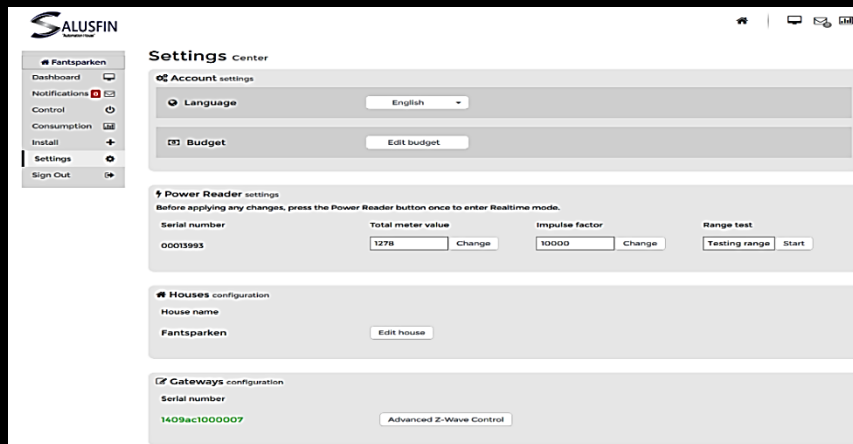 SALUSFIN
"Automation House"
Fantsparken
Dashboard
Notifications 0
Control
Consumption
Install
Settings
Sign Out
Settings Center
Account settings
Language English
Budget Edit budget
Power Reader settings
Before applying any changes, press the Power Reader button once to enter Realtime mode.
Serial number Total meter value Impulse factor Range test
00013993 1278 Change 10000 Change Testing range Start
Houses configuration
House name
Fantsparken Edit house
Gateways configuration
Serial number
1409ac1000007 Advanced Z-Wave Control